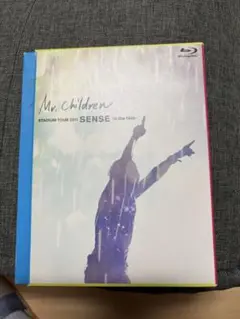 Mr.Children
STADIUM TOUR 2011 SENSE -in the field-